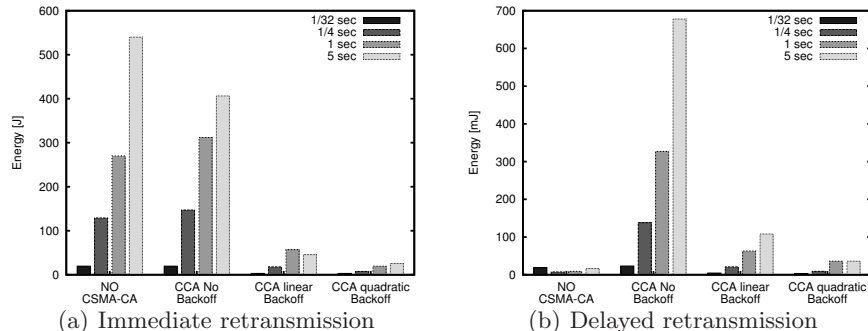 600
500
400
300
200
100
0
Energy [J]
1/32 sec
1/4 sec
1 sec
5 sec
NO
CSMA-CA
CCA No
Backoff
CCA linear
Backoff
CCA quadratic
Backoff
(a) Immediate retransmission
700
600
500
400
300
200
100
0
Energy [mJ]
1/32 sec
1/4 sec
1 sec
5 sec
NO
CSMA-CA
CCA No
Backoff
CCA linear
Backoff
CCA quadratic
Backoff
(b) Delayed retransmission